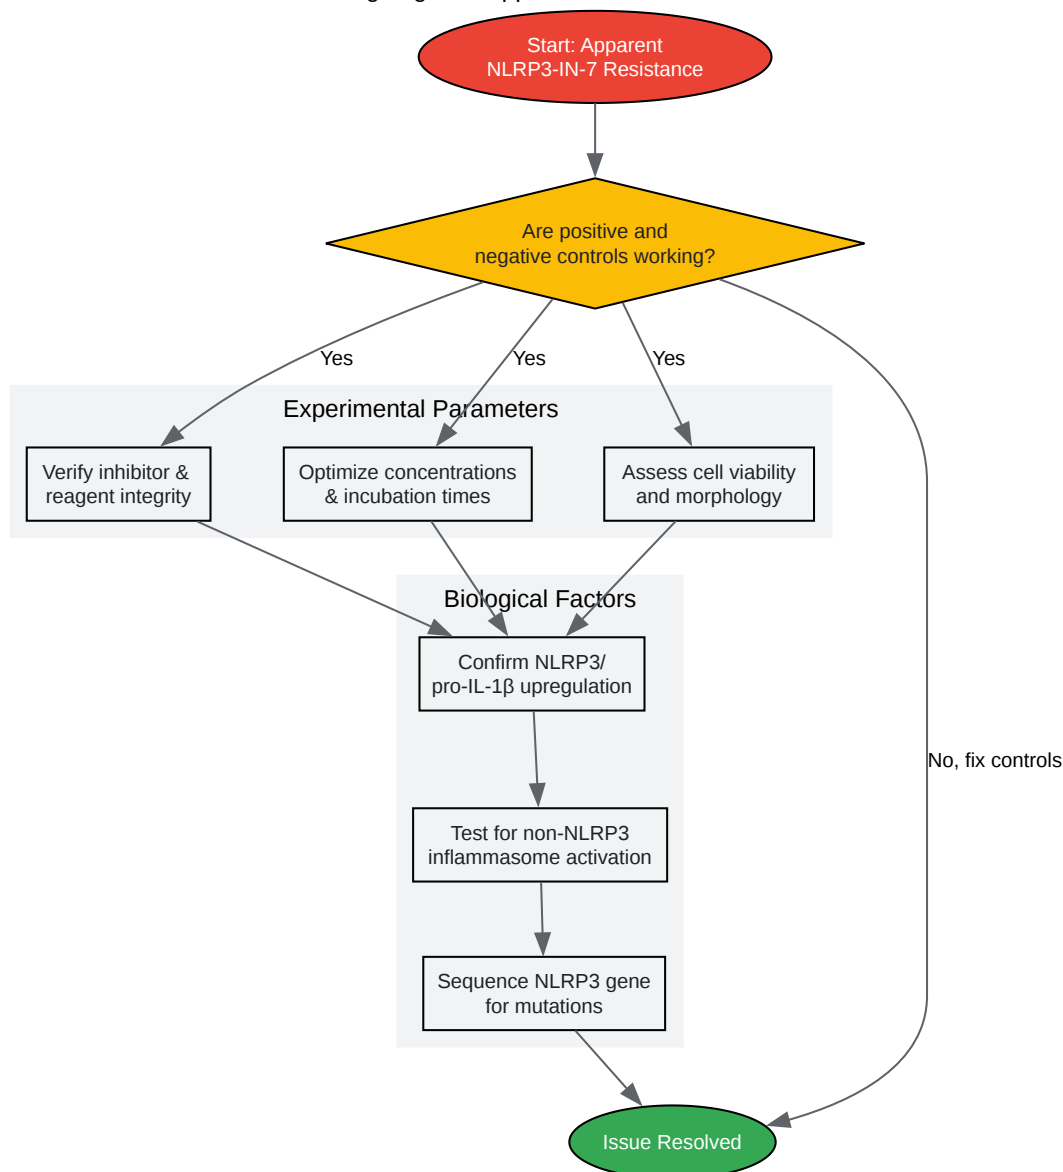 Start: Apparent
NLRP3-IN-7 Resistance
Are positive and
negative controls working?
Yes
Yes
Yes
Experimental Parameters
Verify inhibitor &
reagent integrity
Optimize concentrations
& incubation times
Assess cell viability
and morphology
Biological Factors
Confirm NLRP3/
pro-IL-1β upregulation
No, fix controls
Test for non-NLRP3
inflammasome activation
Sequence NLRP3 gene
for mutations
Issue Resolved